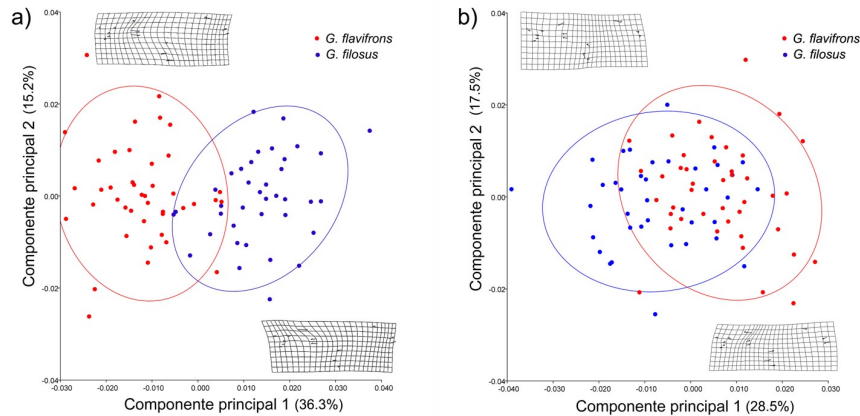 a)
G. flavifrons
G. filosus
Componente principal 2 (15.2%)
0.04
0.02
0.00
-0.02
-0.04
-0.030
-0.020
-0.010
0.000
0.010
0.020
0.030
0.040
Componente principal 1 (36.3%)
b)
G. flavifrons
G. filosus
Componente principal 2 (17.5%)
0.04
0.02
0.00
-0.02
-0.04
-0.040
-0.030
-0.020
-0.010
0.000
0.010
0.020
0.030
Componente principal 1 (28.5%)